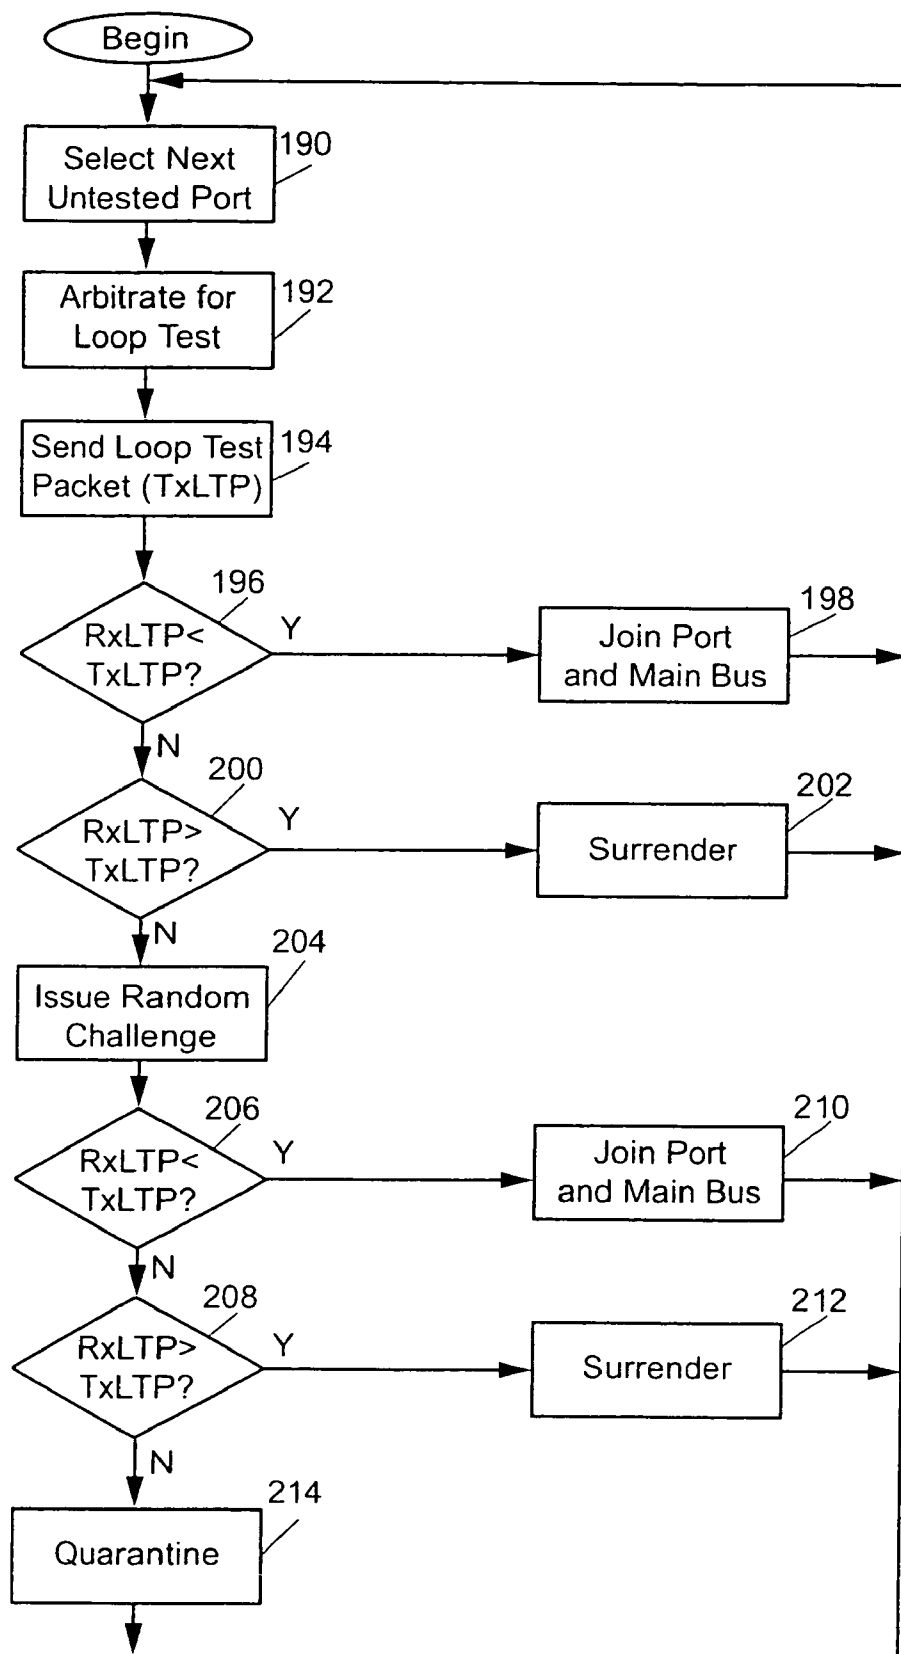 Begin
190
Select Next
Untested Port
192
Arbitrate for
Loop Test
194
Send Loop Test
Packet (TxLTP)
196
RxLTP<
TxLTP?
Y
198
Join Port
and Main Bus
N
200
RxLTP>
TxLTP?
Y
202
Surrender
N
204
Issue Random
Challenge
206
RxLTP<
TxLTP?
Y
210
Join Port
and Main Bus
N
208
RxLTP>
TxLTP?
Y
212
Surrender
N
214
Quarantine